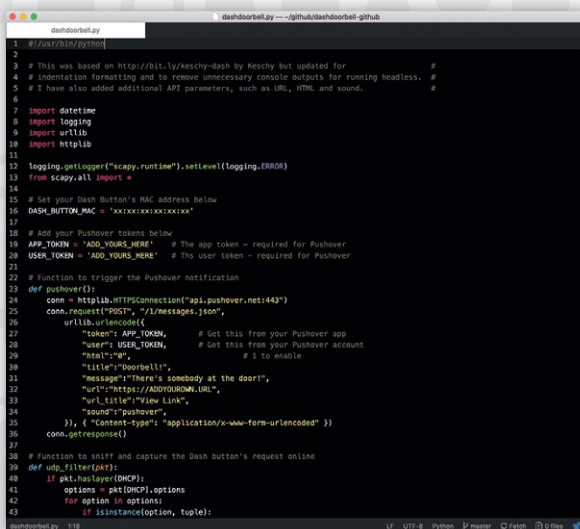 dashdoorbell.py — ~/github/dashdoorbell-github
dashdoorbell.py
1 #!/usr/bin/python
2
3 # This was based on http://bit.ly/keschy-dash by Keschy but updated for #
4 # indentation formatting and to remove unnecessary console outputs for running headless. #
5 # I have also added additional API parameters, such as URL, HTML and sound. #
6
7 import datetime
8 import logging
9 import urllib
10 import httplib
11
12 logging.getLogger("scapy.runtime").setLevel(logging.ERROR)
13 from scapy.all import *
14
15 # Set your Dash Button's MAC address below
16 DASH_BUTTON_MAC = 'xx:xx:xx:xx:xx:xx'
17
18 # Add your Pushover tokens below
19 APP_TOKEN = 'ADD_YOURS_HERE' # The app token - required for Pushover
20 USER_TOKEN = 'ADD_YOURS_HERE' # Ths user token - required for Pushover
21
22 # Function to trigger the Pushover notification
23 def pushover():
24 conn = httplib.HTTPSConnection("api.pushover.net:443")
25 conn.request("POST", "/1/messages.json",
26 urllib.urlencode({
27 "token": APP_TOKEN, # Get this from your Pushover app
28 "user": USER_TOKEN, # Get this from your Pushover account
29 "html":"0", # 1 to enable
30 "title":"Doorbell!",
31 "message":"There's somebody at the door!",
32 "url":"https://ADDYOUROWN.URL",
33 "url_title":"View Link",
34 "sound":"pushover",
35 }), { "Content-type": "application/x-www-form-urlencoded" })
36 conn.getresponse()
37
38 # Function to sniff and capture the Dash button's request online
39 def udp_filter(pkt):
40 if pkt.haslayer(DHCP):
41 options = pkt[DHCP].options
42 for option in options:
43 if isinstance(option, tuple):
dashdoorbell.py 1:18 LF UTF-8 Python master Fetch 0 files